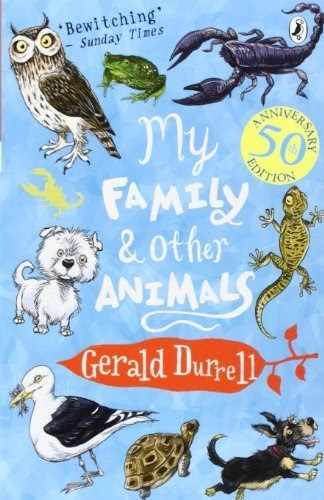 'Bewitching'
Sunday Times
My
FAMILY
& Other
ANIMALS
ANNIVERSARY
50th
EDITION
Gerald Durrell